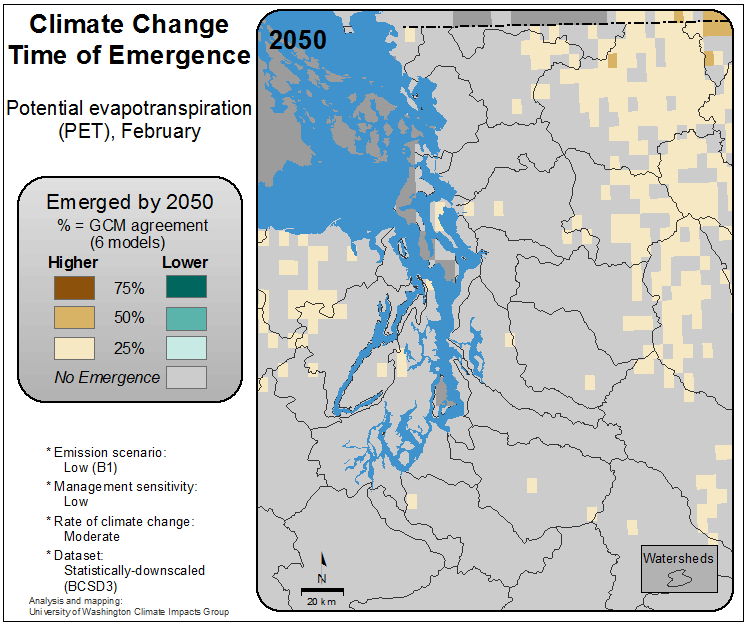 Climate Change
Time of Emergence
Potential evapotranspiration
(PET), February
Emerged by 2050
% = GCM agreement
(6 models)
Higher Lower
75%
50%
25%
No Emergence
* Emission scenario:
Low (B1)
* Management sensitivity:
Low
* Rate of climate change:
Moderate
* Dataset:
Statistically-downscaled
(BCSD3)
Analysis and mapping:
University of Washington Climate Impacts Group
2050
N
20 km
Watersheds